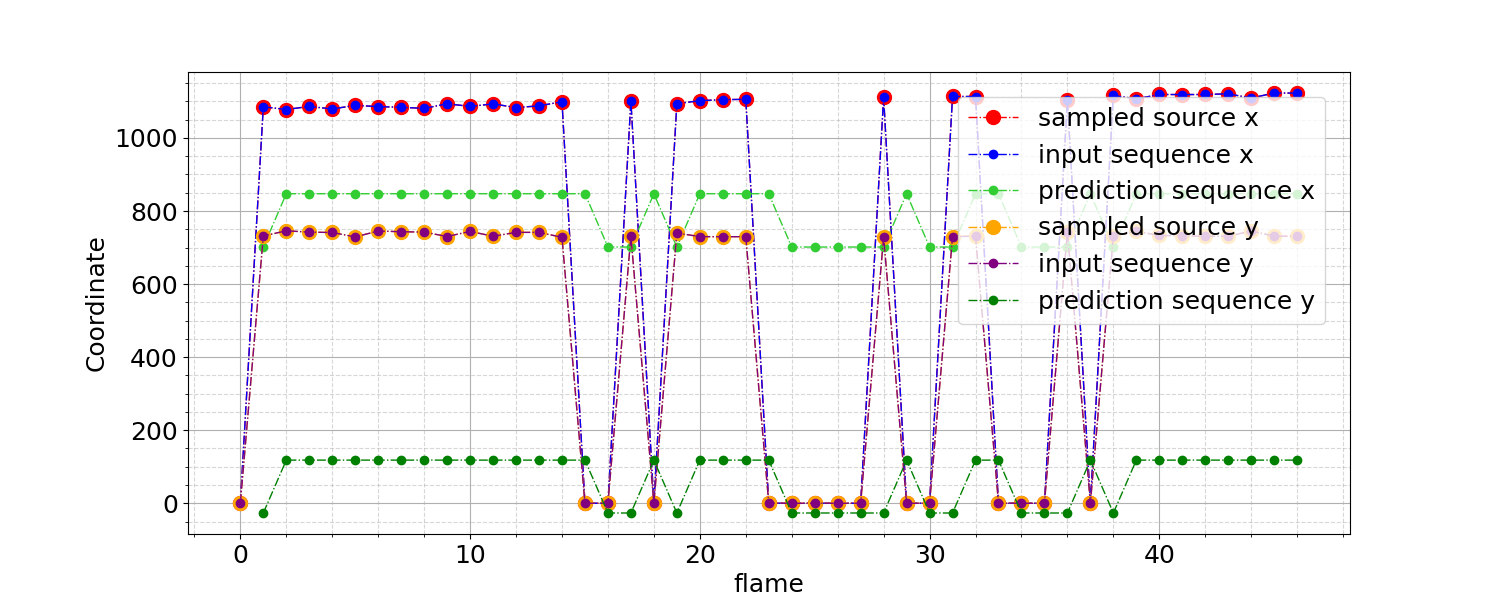 1000
800
600
400
200
0
Coordinate
sampled source x
input sequence x
prediction sequence x
sampled source y
input sequence y
prediction sequence y
0 10 20 30 40
flame